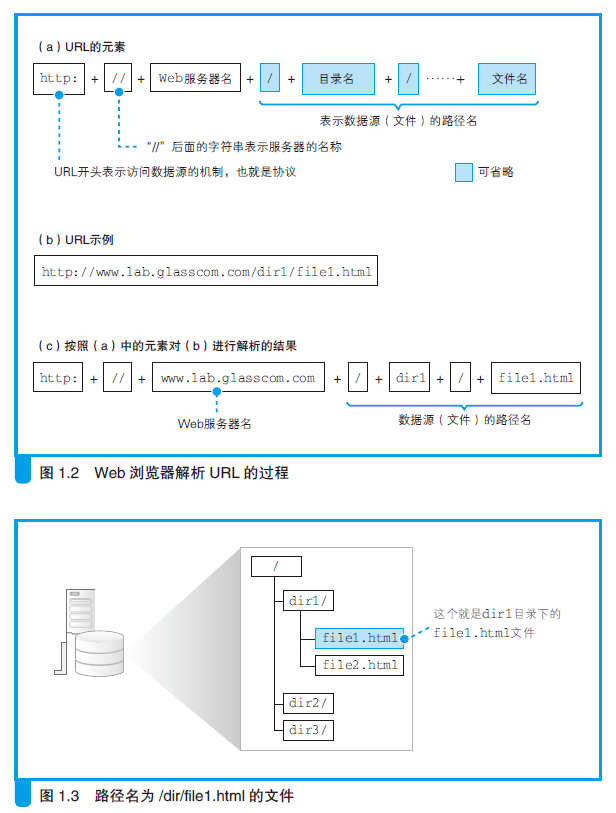 （a）URL的元素
http: + // + Web服务器名 + / + 目录名 + / ······+ 文件名
表示数据源（文件）的路径名
“//”后面的字符串表示服务器的名称
URL开头表示访问数据源的机制，也就是协议
可省略
（b）URL示例
http://www.lab.glasscom.com/dir1/file1.html
（c）按照（a）中的元素对（b）进行解析的结果
http: + // + www.lab.glasscom.com + / + dir1 + / + file1.html
Web服务器名
数据源（文件）的路径名
图 1.2 Web 浏览器解析 URL 的过程
/
dir1/
file1.html
这个就是dir1目录下的
file1.html文件
file2.html
dir2/
dir3/
图 1.3 路径名为 /dir/file1.html 的文件